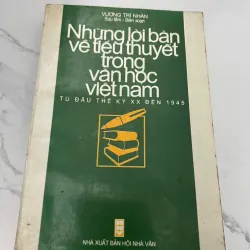 VƯƠNG TRÍ NHÀN
Sưu tầm - Biên soạn
Những lời bàn
về tiểu thuyết
trong
văn học
việt nam
TỪ ĐẦU THẾ KỶ XX ĐẾN 1945
NHÀ XUẤT BẢN HỘI NHÀ VĂN